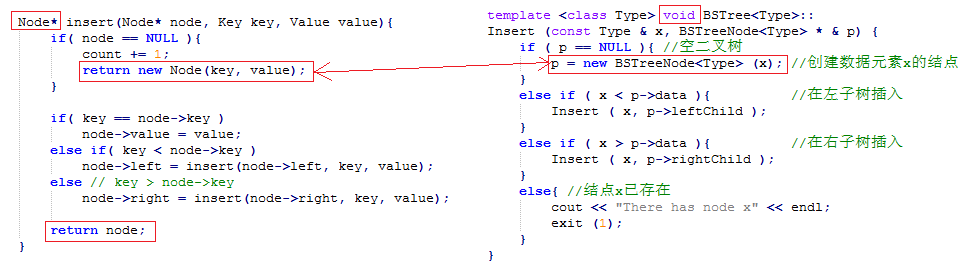 Node* insert(Node* node, Key key, Value value){
if( node == NULL ){
count += 1;
return new Node(key, value);
}
if( key == node->key )
node->value = value;
else if( key < node->key )
node->left = insert(node->left, key, value);
else // key > node->key
node->right = insert(node->right, key, value);
return node;
}
template <class Type> void BSTree<Type>::
Insert (const Type & x, BSTreeNode<Type> * & p) {
if ( p == NULL ){ //空二叉树
p = new BSTreeNode<Type> (x); //创建数据元素x的结点
}
else if ( x < p->data ){ //在左子树插入
Insert ( x, p->leftChild );
}
else if ( x > p->data ){ //在右子树插入
Insert ( x, p->rightChild );
}
else{ //结点x已存在
cout << "There has node x" << endl;
exit (1);
}
}